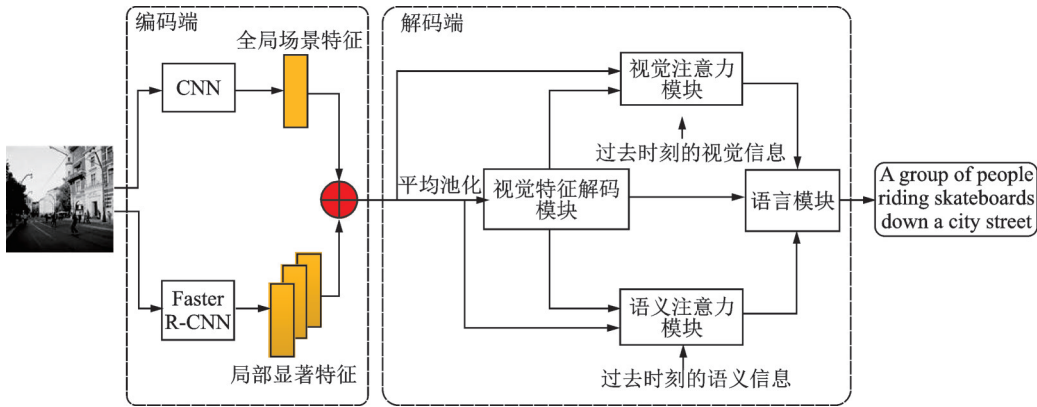 编码端
全局场景特征
CNN
Faster
R-CNN
局部显著特征
解码端
视觉注意力
模块
过去时刻的视觉信息
平均池化
视觉特征解码
模块
语言模块
语义注意力
模块
过去时刻的语义信息
A group of people
riding skateboards
down a city street